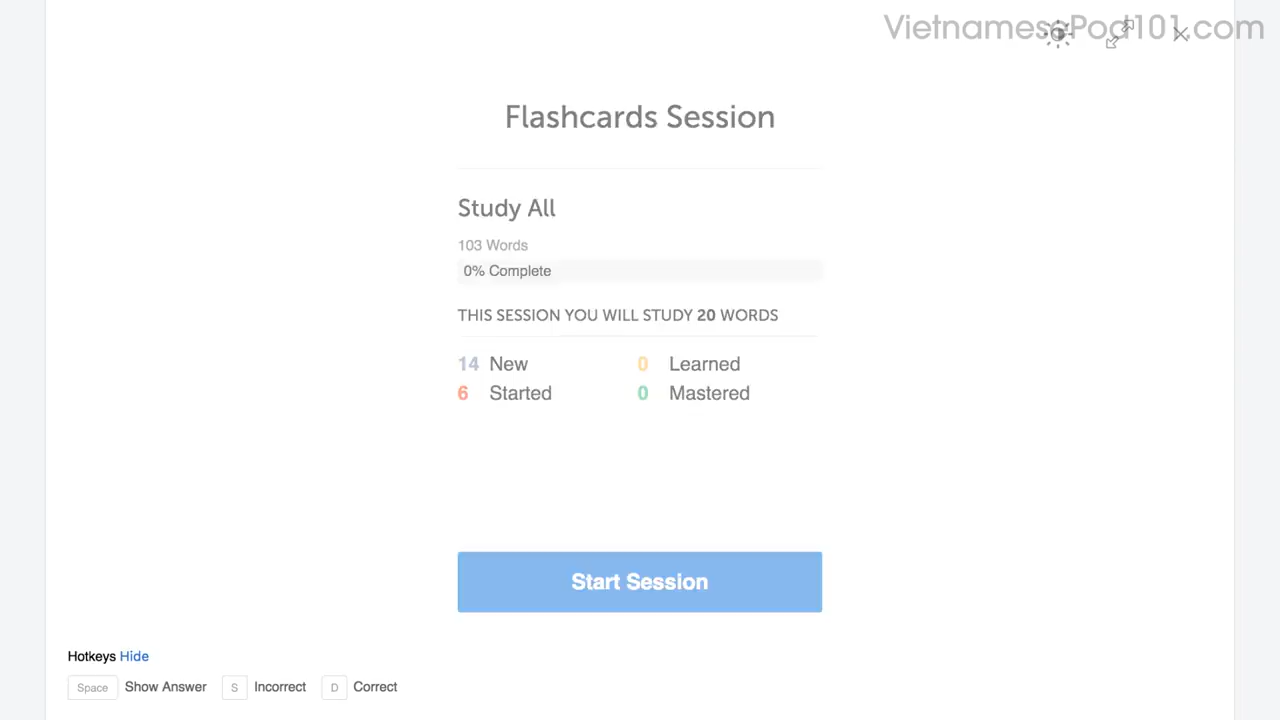 VietnamesePod101.com
Flashcards Session
Study All
103 Words
0% Complete
THIS SESSION YOU WILL STUDY 20 WORDS
14 New 0 Learned
6 Started 0 Mastered
Start Session
Hotkeys Hide
Space Show Answer S Incorrect D Correct